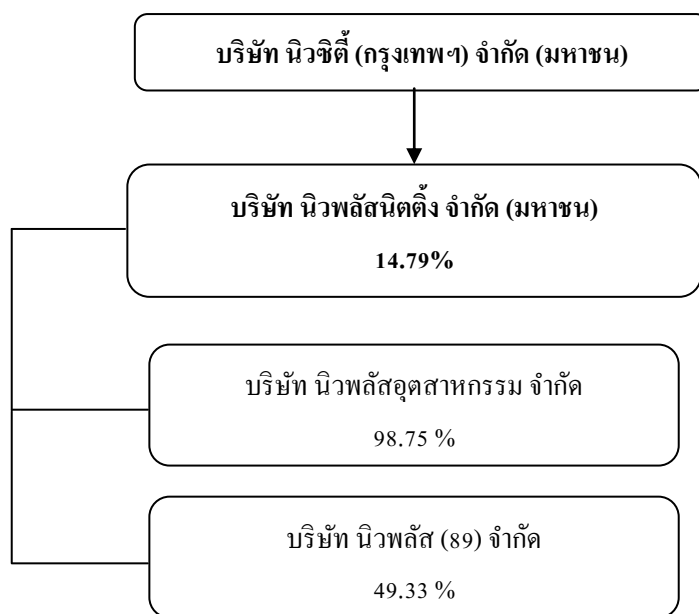 บริษัท นิวซิตี้ (กรุงเทพฯ) จำกัด (มหาชน)
บริษัท นิวพลัสนิตติ้ง จำกัด (มหาชน)
14.79%
บริษัท นิวพลัสอุตสาหกรรม จำกัด
98.75 %
บริษัท นิวพลัส (89) จำกัด
49.33 %